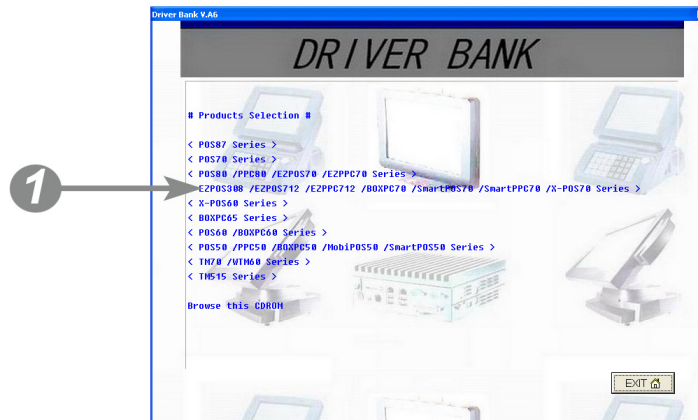 Driver Bank V.A6
DRIVER BANK
# Products Selection #
< POS87 Series >
< POS70 Series >
< POS80 /PPC80 /EZPOS70 /EZPPC70 Series >
EZPOS308 /EZPOS712 /EZPPC712 /BOXPC70 /SmartPOS70 /SmartPPC70 /X-POS70 Series >
< X-POS60 Series >
< BOXPC65 Series >
< POS60 /BOXPC60 Series >
< POS50 /PPC50 /BOXPC50 /MobiPOS50 /SmartPOS50 Series >
< TM70 /WTM60 Series >
< TM515 Series >
Browse this CDROM
EXIT
1